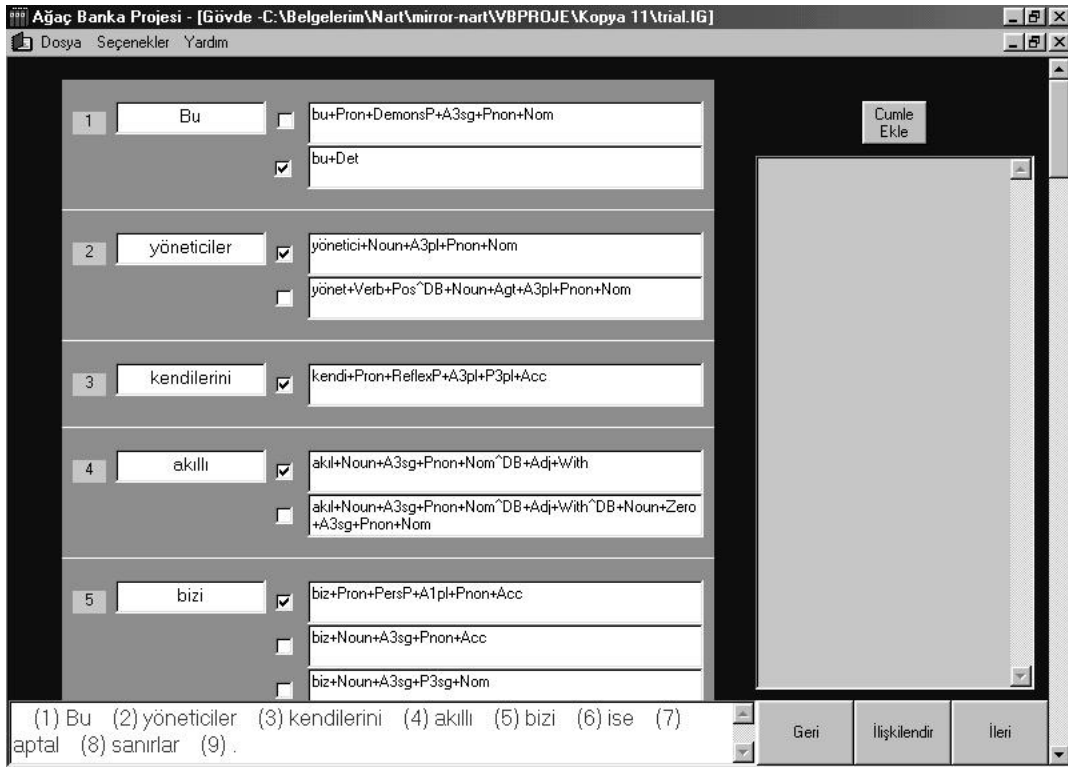 Ağaç Banka Projesi - [Gövde -C:\Belgelerim\Nart\mirror-nart\VBPROJE\Kopya 11\trial.IG]
Dosya Seçenekler Yardım
1 Bu bu+Pron+DemonsP+A3sg+Pnon+Nom
bu+Det
Cumle
Ekle
2 yöneticiler yönetici+Noun+A3pl+Pnon+Nom
yönet+Verb+Pos^DB+Noun+Agt+A3pl+Pnon+Nom
3 kendilerini kendi+Pron+ReflexP+A3pl+P3pl+Acc
4 akıllı akıl+Noun+A3sg+Pnon+Nom^DB+Adj+With
akıl+Noun+A3sg+Pnon+Nom^DB+Adj+With^DB+Noun+Zero
+A3sg+Pnon+Nom
5 bizi biz+Pron+PersP+A1pl+Pnon+Acc
biz+Noun+A3sg+Pnon+Acc
biz+Noun+A3sg+P3sg+Nom
(1) Bu (2) yöneticiler (3) kendilerini (4) akıllı (5) bizi (6) ise (7)
aptal (8) sanırlar (9) .
Geri İlişkilendir İleri